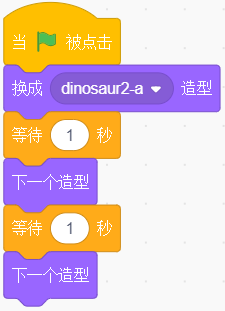 当 被点击
换成 dinosaur2-a 造型
等待 1 秒
下一个造型
等待 1 秒
下一个造型